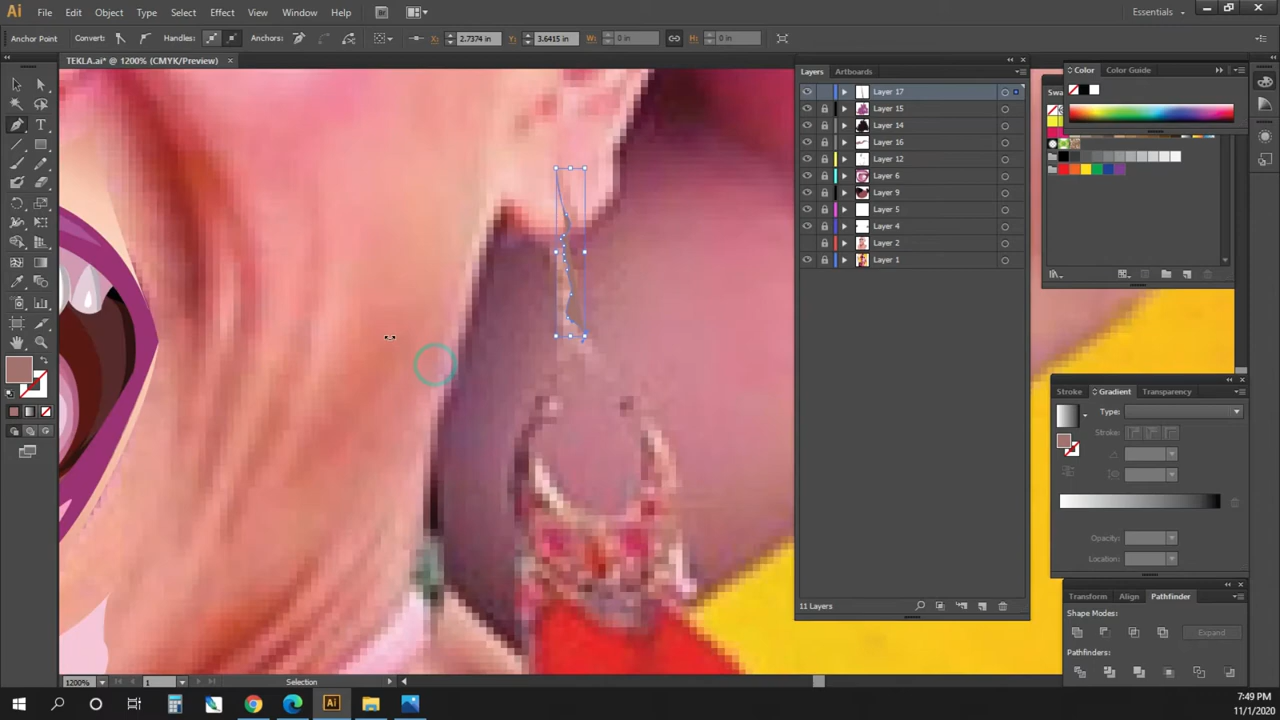 Ai File Edit Object Type Select Effect View Window Help Br Essentials
Anchor Point Convert: Handles: Anchors: X: 2.7374 in Y: 3.6415 in W: 0 in H: 0 in
TEKLA.ai* @ 1200% (CMYK/Preview)
Layers Artboards
Layer 17
Layer 15
Layer 14
Layer 16
Layer 12
Layer 6
Layer 9
Layer 5
Layer 4
Layer 2
Layer 1
11 Layers
Color Color Guide
Swa
Stroke Gradient Transparency
Type:
Stroke:
Opacity:
Location:
Transform Align Pathfinder
Shape Modes:
Expand
Pathfinders:
1200% 1 Selection
Ai
7:49 PM
11/1/2020